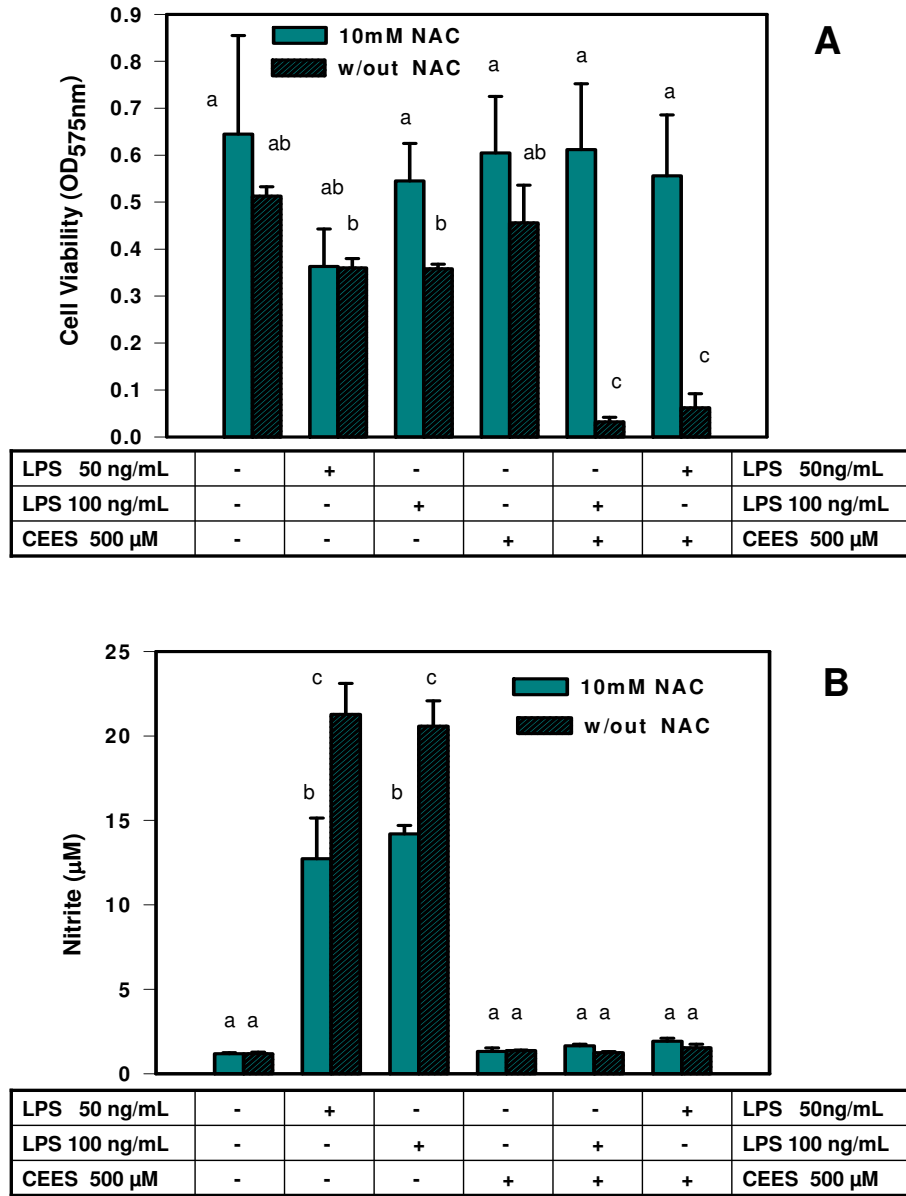 A
10mM NAC
w/out NAC
Cell Viability (OD575nm)
0.9
0.8
0.7
0.6
0.5
0.4
0.3
0.2
0.1
0.0
a ab ab b a b a ab a c a c
LPS 50 ng/mL - + - - - + LPS 50ng/mL
LPS 100 ng/mL - - + - + - LPS 100 ng/mL
CEES 500 µM - - - + + + CEES 500 µM
B
10mM NAC
w/out NAC
Nitrite (µM)
25
20
15
10
5
0
a a b c b c a a a a a a
LPS 50 ng/mL - + - - - + LPS 50ng/mL
LPS 100 ng/mL - - + - + - LPS 100 ng/mL
CEES 500 µM - - - + + + CEES 500 µM